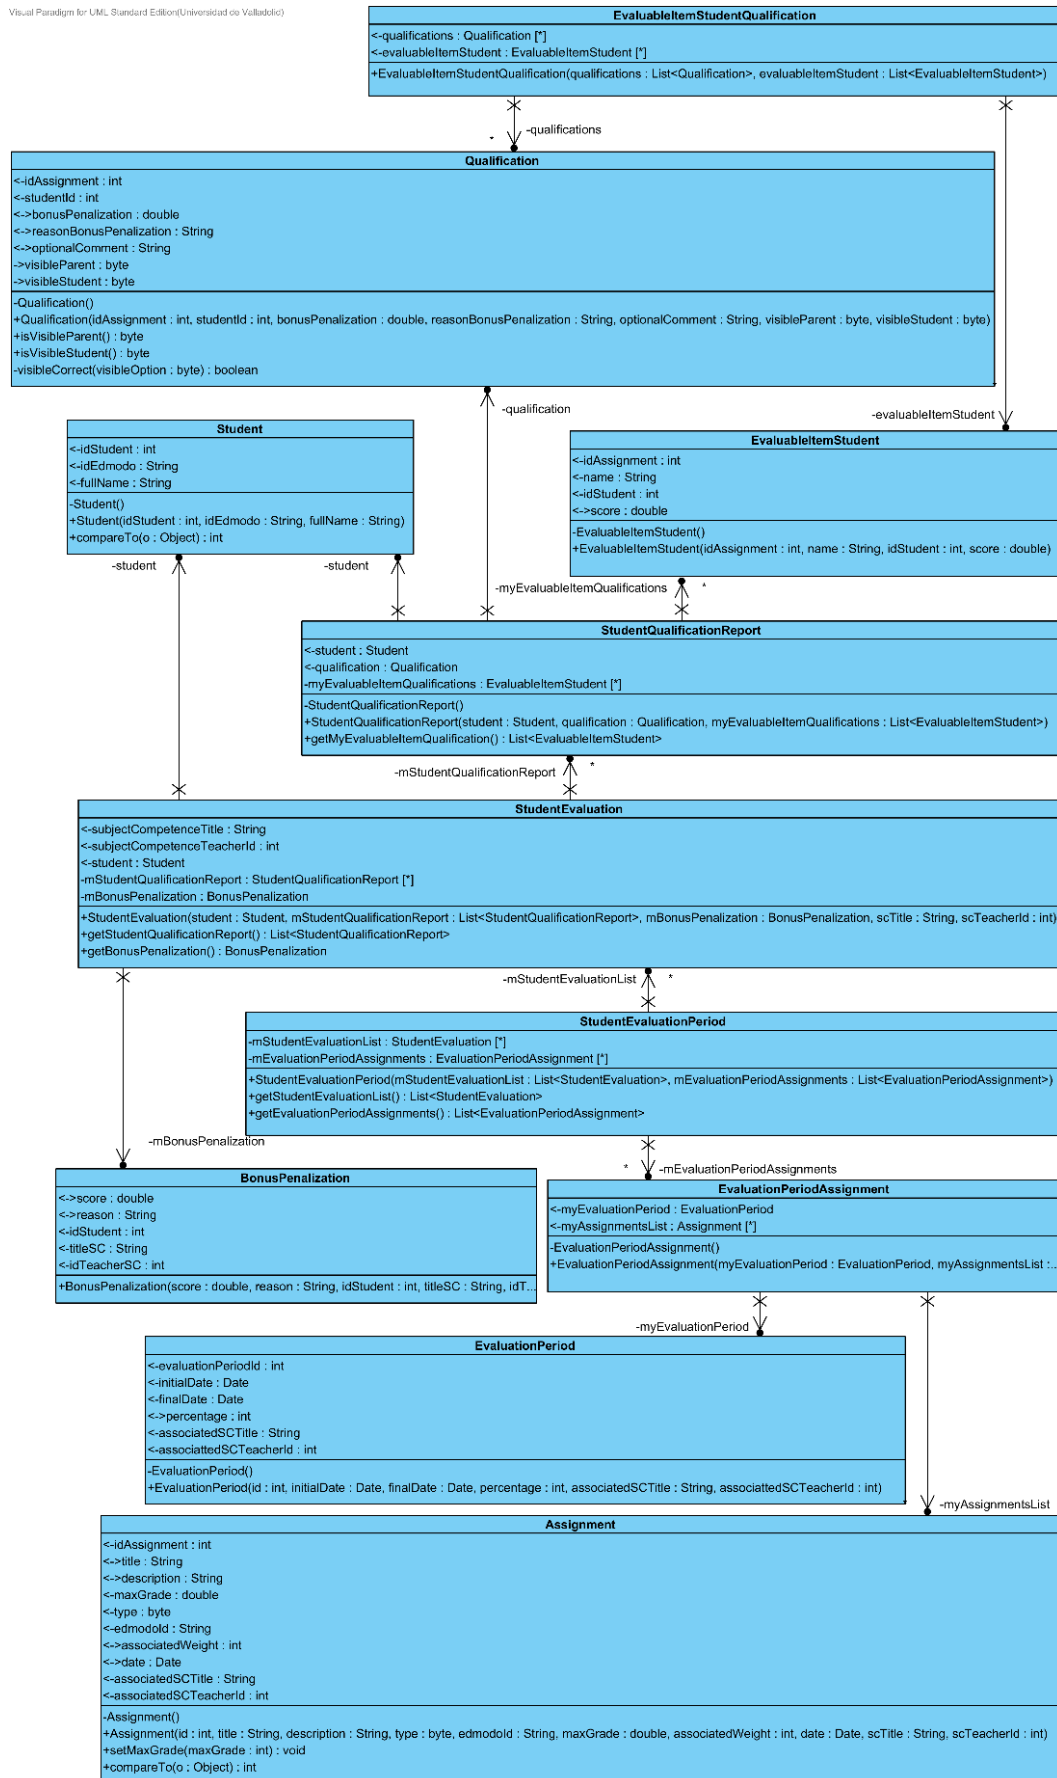 Visual Paradigm for UML Standard Edition(Universidad de Valladolid)
EvaluableItemStudentQualification
<-qualifications : Qualification [*]
<-evaluableItemStudent : EvaluableItemStudent [*]
+EvaluableItemStudentQualification(qualifications : List<Qualification>, evaluableItemStudent : List<EvaluableItemStudent>)
* -qualifications
Qualification
<-idAssignment : int
<-studentId : int
<->bonusPenalization : double
<->reasonBonusPenalization : String
<->optionalComment : String
->visibleParent : byte
->visibleStudent : byte
-Qualification()
+Qualification(idAssignment : int, studentId : int, bonusPenalization : double, reasonBonusPenalization : String, optionalComment : String, visibleParent : byte, visibleStudent : byte)
+isVisibleParent() : byte
+isVisibleStudent() : byte
-visibleCorrect(visibleOption : byte) : boolean
*
-qualification
-evaluableItemStudent
Student
<-idStudent : int
<-idEdmodo : String
<-fullName : String
-Student()
+Student(idStudent : int, idEdmodo : String, fullName : String)
+compareTo(o : Object) : int
EvaluableItemStudent
<-idAssignment : int
<-name : String
<-idStudent : int
<->score : double
-EvaluableItemStudent()
+EvaluableItemStudent(idAssignment : int, name : String, idStudent : int, score : double)
-student
-student
-myEvaluableItemQualifications *
StudentQualificationReport
<-student : Student
<-qualification : Qualification
-myEvaluableItemQualifications : EvaluableItemStudent [*]
-StudentQualificationReport()
+StudentQualificationReport(student : Student, qualification : Qualification, myEvaluableItemQualifications : List<EvaluableItemStudent>)
+getMyEvaluableItemQualification() : List<EvaluableItemStudent>
-mStudentQualificationReport *
StudentEvaluation
<-subjectCompetenceTitle : String
<-subjectCompetenceTeacherId : int
<-student : Student
-mStudentQualificationReport : StudentQualificationReport [*]
-mBonusPenalization : BonusPenalization
+StudentEvaluation(student : Student, mStudentQualificationReport : List<StudentQualificationReport>, mBonusPenalization : BonusPenalization, scTitle : String, scTeacherId : int)
+getStudentQualificationReport() : List<StudentQualificationReport>
+getBonusPenalization() : BonusPenalization
-mStudentEvaluationList *
StudentEvaluationPeriod
-mStudentEvaluationList : StudentEvaluation [*]
-mEvaluationPeriodAssignments : EvaluationPeriodAssignment [*]
+StudentEvaluationPeriod(mStudentEvaluationList : List<StudentEvaluation>, mEvaluationPeriodAssignments : List<EvaluationPeriodAssignment>)
+getStudentEvaluationList() : List<StudentEvaluation>
+getEvaluationPeriodAssignments() : List<EvaluationPeriodAssignment>
-mBonusPenalization
* -mEvaluationPeriodAssignments
BonusPenalization
<->score : double
<->reason : String
<-idStudent : int
<-titleSC : String
<-idTeacherSC : int
+BonusPenalization(score : double, reason : String, idStudent : int, titleSC : String, idT...
EvaluationPeriodAssignment
<-myEvaluationPeriod : EvaluationPeriod
<-myAssignmentsList : Assignment [*]
-EvaluationPeriodAssignment()
+EvaluationPeriodAssignment(myEvaluationPeriod : EvaluationPeriod, myAssignmentsList :...
-myEvaluationPeriod
EvaluationPeriod
<-evaluationPeriodId : int
<-initialDate : Date
<-finalDate : Date
<->percentage : int
<-associatedSCTitle : String
<-associattedSCTeacherId : int
-EvaluationPeriod()
+EvaluationPeriod(id : int, initialDate : Date, finalDate : Date, percentage : int, associatedSCTitle : String, associattedSCTeacherId : int)
* -myAssignmentsList
Assignment
<-idAssignment : int
<->title : String
<->description : String
<-maxGrade : double
<-type : byte
<-edmodoId : String
<->associatedWeight : int
<->date : Date
<-associatedSCTitle : String
<-associatedSCTeacherId : int
-Assignment()
+Assignment(id : int, title : String, description : String, type : byte, edmodoId : String, maxGrade : double, associatedWeight : int, date : Date, scTitle : String, scTeacherId : int)
+setMaxGrade(maxGrade : int) : void
+compareTo(o : Object) : int